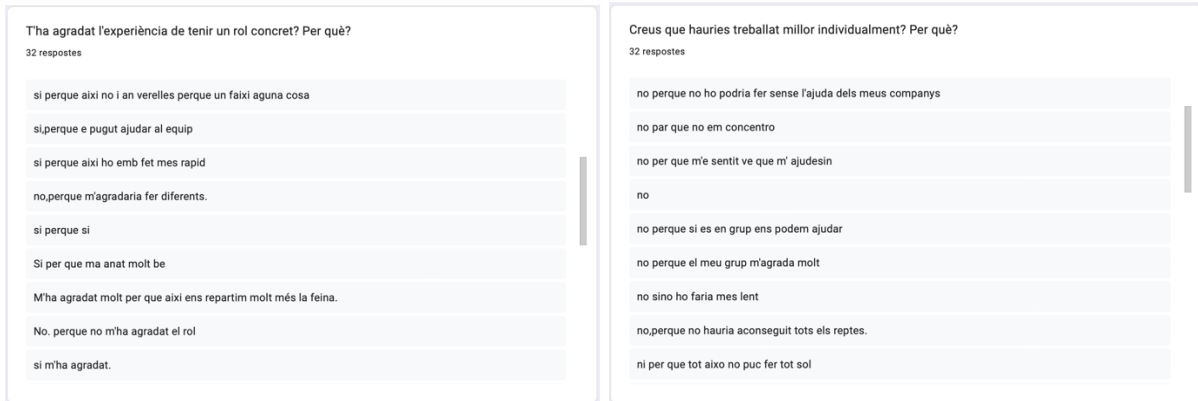 T'ha agradat l'experiència de tenir un rol concret? Per què?
32 respostes
si perque aixi no i an verelles perque un faixi aguna cosa
si,perque e pugut ajudar al equip
si perque aixi ho emb fet mes rapid
no,perque m'agradaria fer diferents.
si perque si
Si per que ma anat molt be
M'ha agradat molt per que aixi ens repartim molt més la feina.
No. perque no m'ha agradat el rol
si m'ha agradat.
Creus que hauries treballat millor individualment? Per què?
32 respostes
no perque no ho podria fer sense l'ajuda dels meus companys
no par que no em concentro
no per que m'e sentit ve que m' ajudesin
no
no perque si es en grup ens podem ajudar
no perque el meu grup m'agrada molt
no sino ho faria mes lent
no,perque no hauria aconseguit tots els reptes.
ni per que tot aixo no puc fer tot sol